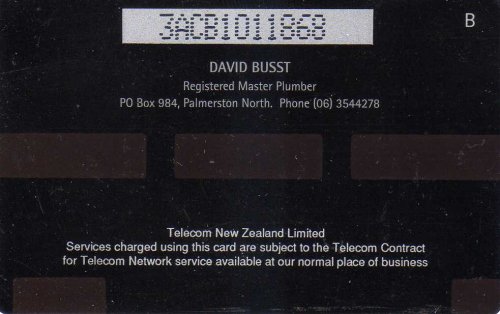 3ACB1011868
B
DAVID BUSST
Registered Master Plumber
PO Box 984, Palmerston North. Phone (06) 3544278
Telecom New Zealand Limited
Services charged using this card are subject to the Telecom Contract
for Telecom Network service available at our normal place of business